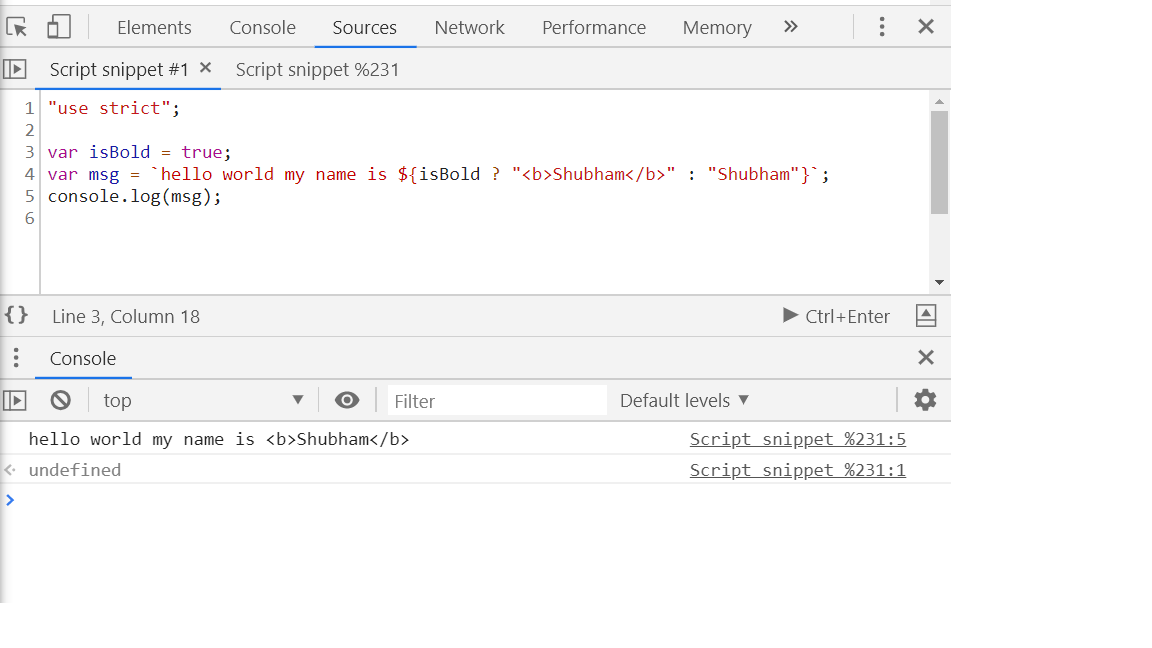 Elements Console Sources Network Performance Memory »
Script snippet #1 × Script snippet %231
1 "use strict";
2
3 var isBold = true;
4 var msg = `hello world my name is ${isBold ? "<b>Shubham</b>" : "Shubham"}`;
5 console.log(msg);
6
{} Line 3, Column 18 Ctrl+Enter
Console
top Filter Default levels
hello world my name is <b>Shubham</b> Script snippet %231:5
undefined Script snippet %231:1